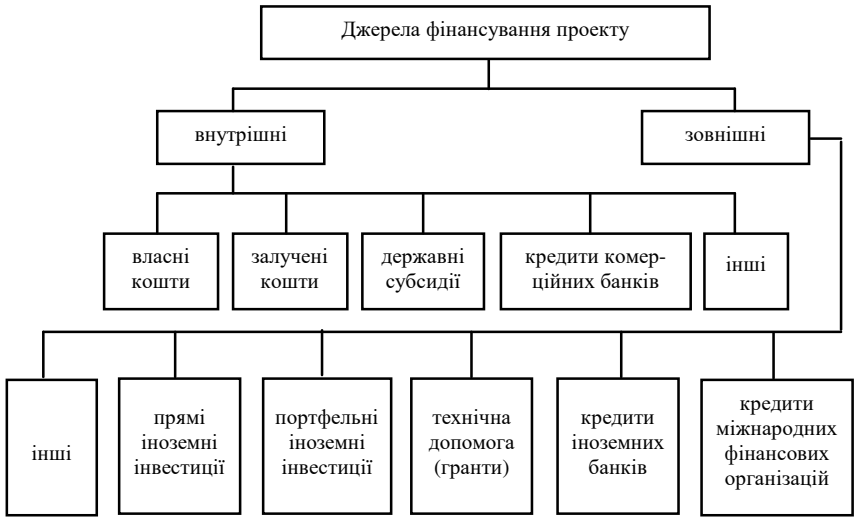 Джерела фінансування проекту
внутрішні
зовнішні
власні
кошти
залучені
кошти
державні
субсидії
кредити комер-
ційних банків
інші
інші
прямі
іноземні
інвестиції
портфельні
іноземні
інвестиції
технічна
допомога
(гранти)
кредити
іноземних
банків
кредити
міжнародних
фінансових
організацій